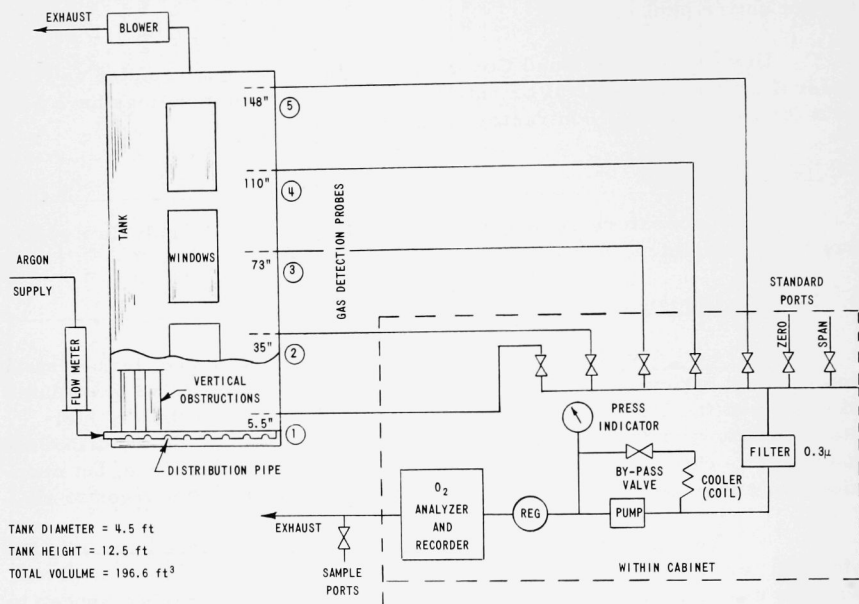 EXHAUST
BLOWER
148"
5
110"
4
TANK
WINDOWS
73"
3
GAS DETECTION PROBES
ARGON
SUPPLY
FLOW METER
35"
2
VERTICAL
OBSTRUCTIONS
5.5"
1
DISTRIBUTION PIPE
STANDARD
PORTS
ZERO
SPAN
PRESS
INDICATOR
BY-PASS
VALVE
COOLER
(COIL)
FILTER
0.3μ
O2
ANALYZER
AND
RECORDER
REG
PUMP
EXHAUST
SAMPLE
PORTS
WITHIN CABINET
TANK DIAMETER = 4.5 ft
TANK HEIGHT = 12.5 ft
TOTAL VOLULME = 196.6 ft³